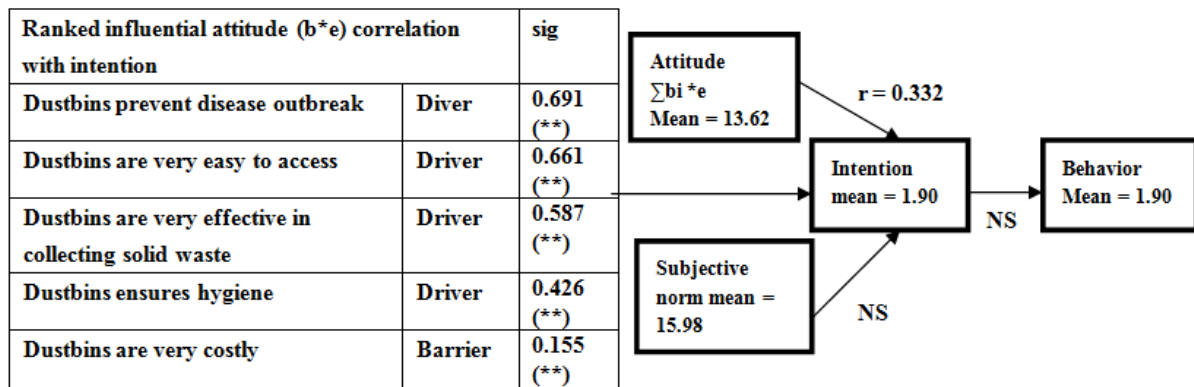 Ranked influential attitude (b*e) correlation
with intention
sig
Dustbins prevent disease outbreak
Diver
0.691
(**)
Dustbins are very easy to access
Driver
0.661
(**)
Dustbins are very effective in
collecting solid waste
Driver
0.587
(**)
Dustbins ensures hygiene
Driver
0.426
(**)
Dustbins are very costly
Barrier
0.155
(**)
Attitude
∑bi *e
Mean = 13.62
r = 0.332
Intention
mean = 1.90
NS
Behavior
Mean = 1.90
Subjective
norm mean =
15.98
NS